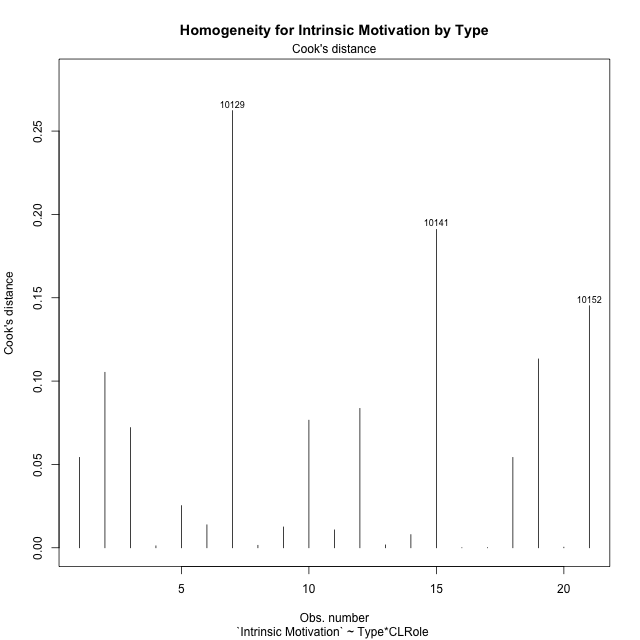 Homogeneity for Intrinsic Motivation by Type
Cook's distance
Cook's distance
0.25
0.20
0.15
0.10
0.05
0.00
10129
10141
10152
5
10
15
20
Obs. number
`Intrinsic Motivation` ~ Type*CLRole